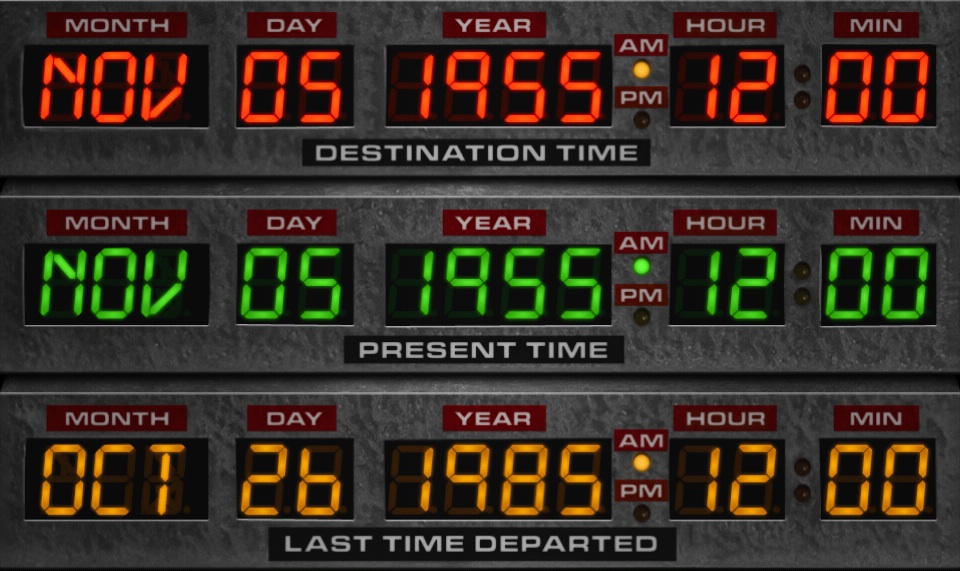 MONTH DAY YEAR AM HOUR MIN
NOV 05 1955 PM 12 00
DESTINATION TIME
MONTH DAY YEAR AM HOUR MIN
NOV 05 1955 PM 12 00
PRESENT TIME
MONTH DAY YEAR AM HOUR MIN
OCT 26 1985 PM 12 00
LAST TIME DEPARTED